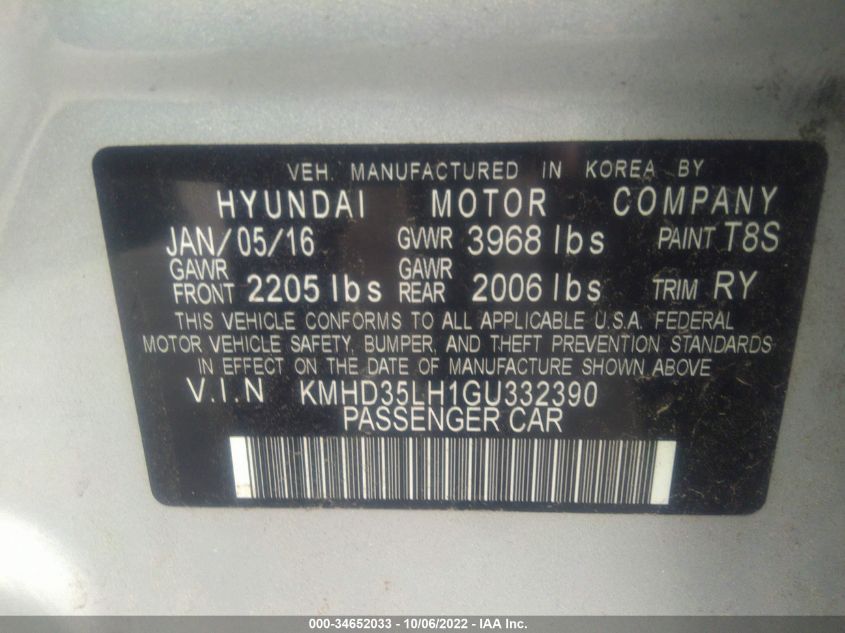 VEH. MANUFACTURED IN KOREA BY
HYUNDAI MOTOR COMPANY
JAN/05/16 GVWR 3968 lbs PAINT T8S
GAWR FRONT 2205 lbs GAWR REAR 2006 lbs TRIM RY
THIS VEHICLE CONFORMS TO ALL APPLICABLE U.S.A. FEDERAL
MOTOR VEHICLE SAFETY, BUMPER, AND THEFT PREVENTION STANDARDS
IN EFFECT ON THE DATE OF MANUFACTURE SHOWN ABOVE
V.I.N KMHD35LH1GU332390
PASSENGER CAR
000-34652033 - 10/06/2022 - IAA Inc.